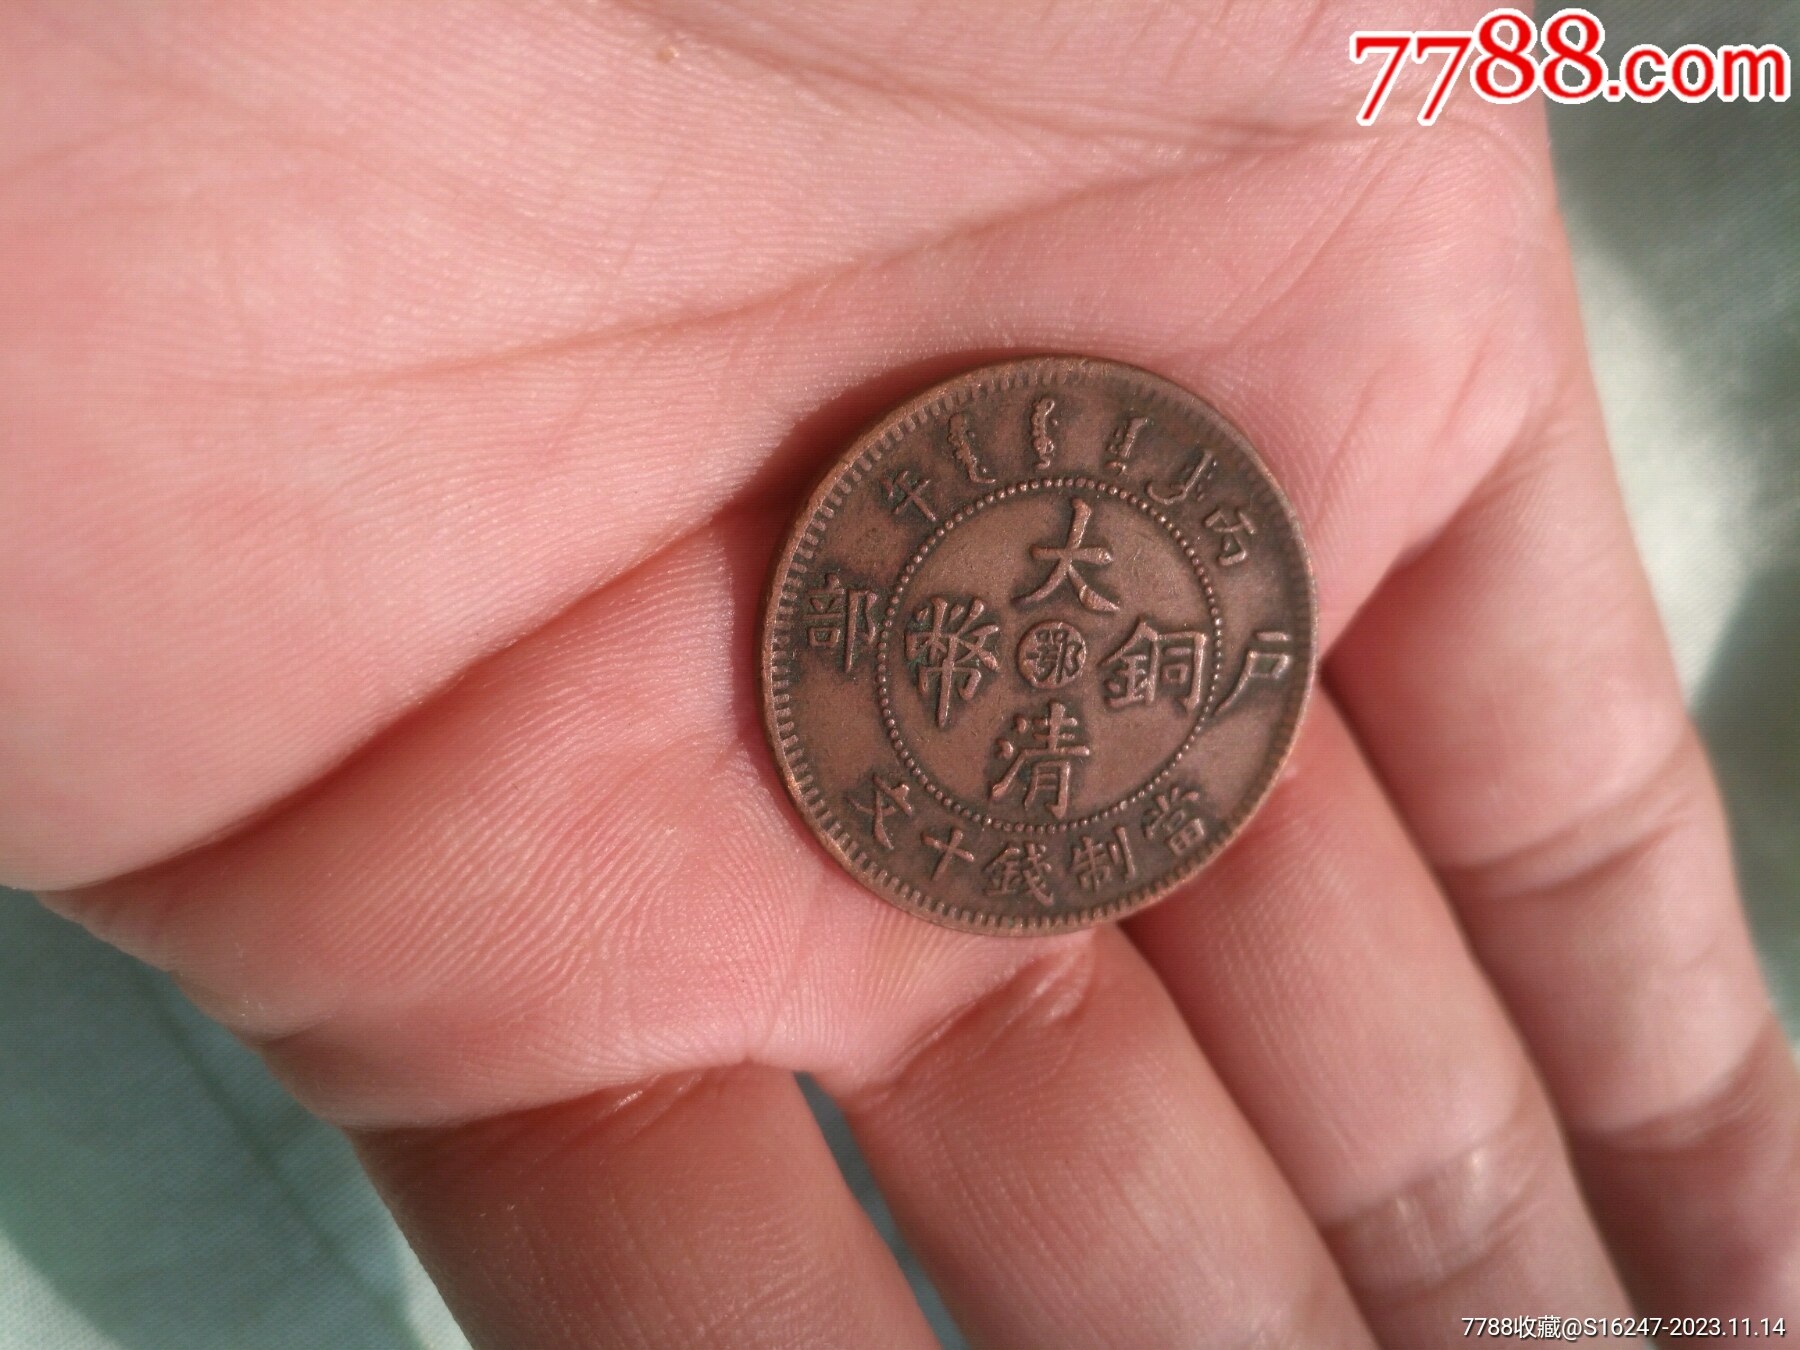 7788.com
丙午
戶部
大清銅幣
鄂
當制錢十文
7788收藏@S16247-2023.11.14